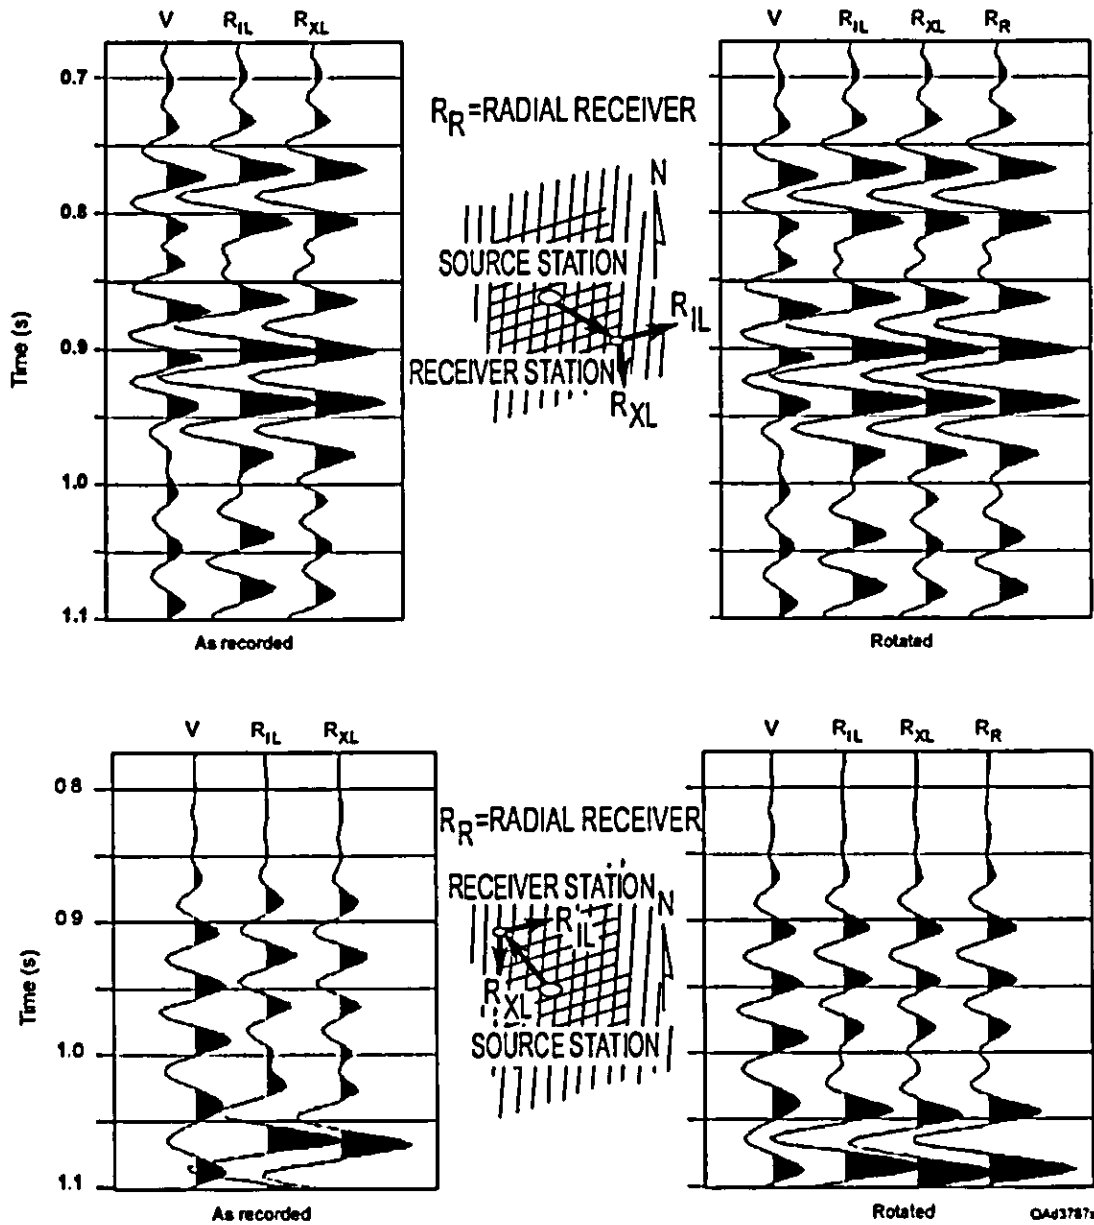 V R_IL R_XL
V R_IL R_XL R_R
0.7
0.8
0.9
1.0
1.1
Time (s)
R_R=RADIAL RECEIVER
N
SOURCE STATION
R_IL
RECEIVER STATION
R_XL
As recorded
Rotated
V R_IL R_XL
V R_IL R_XL R_R
0.8
0.9
1.0
1.1
Time (s)
R_R=RADIAL RECEIVER
RECEIVER STATION
N
R_IL
R_XL
SOURCE STATION
As recorded
Rotated